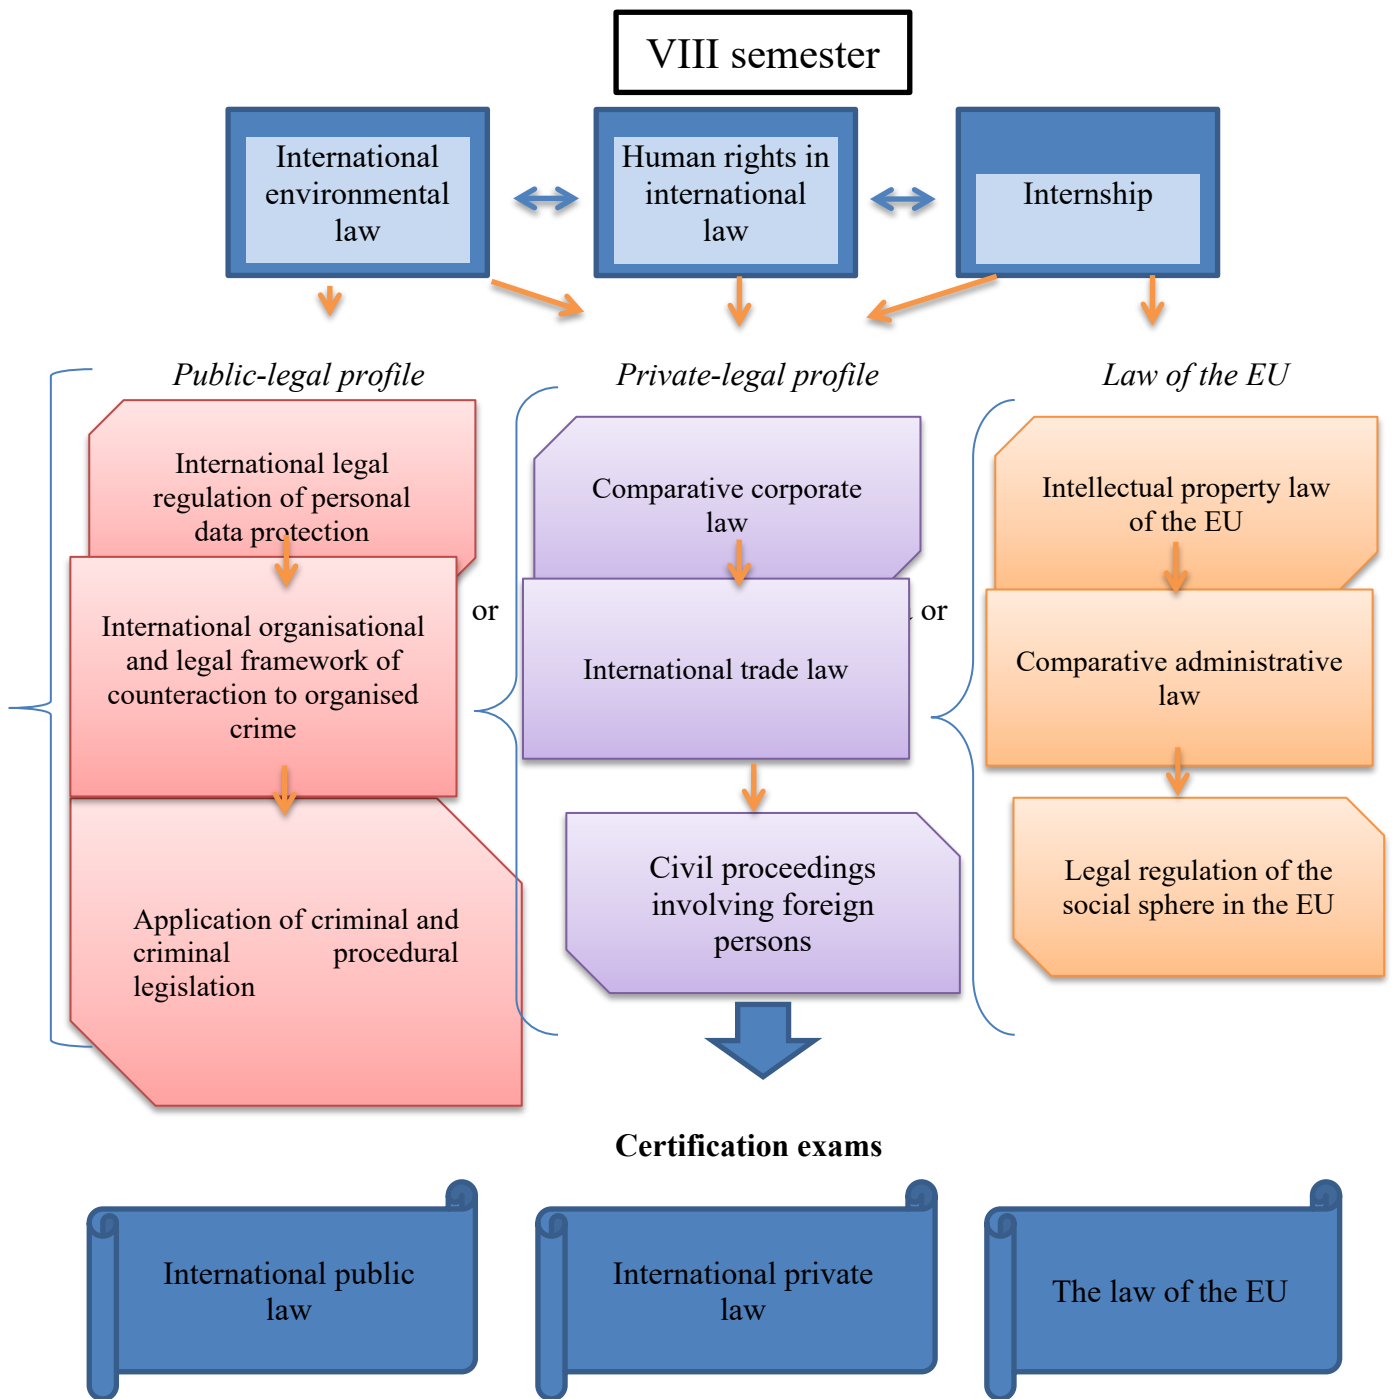 VIII semester
International
environmental
law
Human rights in
international
law
Internship
Public-legal profile
Private-legal profile
Law of the EU
International legal
regulation of personal
data protection
International organisational
and legal framework of
counteraction to organised
crime
Application of criminal and
criminal procedural
legislation
or
Comparative corporate
law
International trade law
Civil proceedings
involving foreign
persons
or
Intellectual property law
of the EU
Comparative administrative
law
Legal regulation of the
social sphere in the EU
Certification exams
International public
law
International private
law
The law of the EU